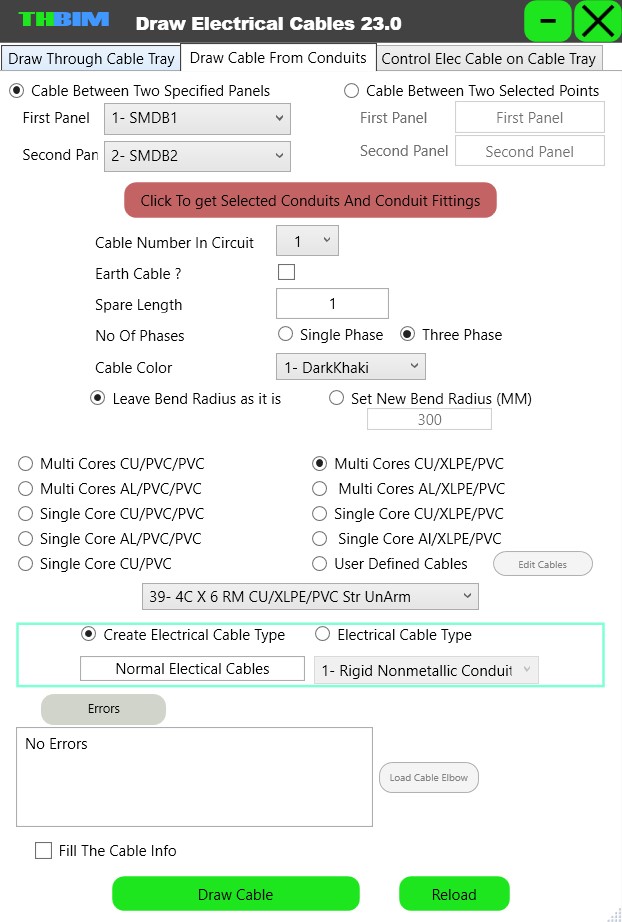 THBIM
Draw Electrical Cables 23.0
Draw Through Cable Tray Draw Cable From Conduits Control Elec Cable on Cable Tray
Cable Between Two Specified Panels Cable Between Two Selected Points
First Panel 1- SMDB1 First Panel First Panel
Second Pan 2- SMDB2 Second Panel Second Panel
Click To get Selected Conduits And Conduit Fittings
Cable Number In Circuit 1
Earth Cable ?
Spare Length 1
No Of Phases Single Phase Three Phase
Cable Color 1- DarkKhaki
Leave Bend Radius as it is Set New Bend Radius (MM)
300
Multi Cores CU/PVC/PVC Multi Cores CU/XLPE/PVC
Multi Cores AL/PVC/PVC Multi Cores AL/XLPE/PVC
Single Core CU/PVC/PVC Single Core CU/XLPE/PVC
Single Core AL/PVC/PVC Single Core Al/XLPE/PVC
Single Core CU/PVC User Defined Cables Edit Cables
39- 4C X 6 RM CU/XLPE/PVC Str UnArm
Create Electrical Cable Type Electrical Cable Type
Normal Electical Cables 1- Rigid Nonmetallic Conduit
Errors
No Errors
Load Cable Elbow
Fill The Cable Info
Draw Cable Reload